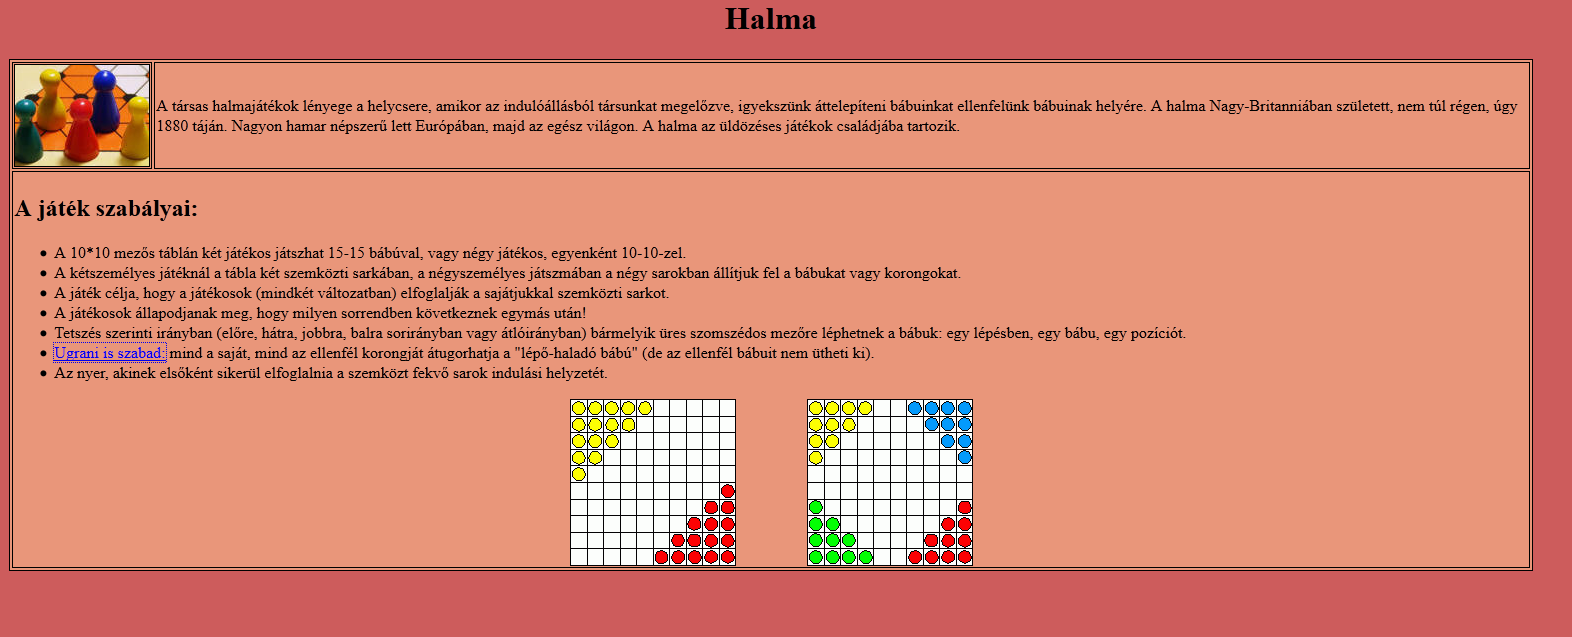 Halma
A társas halmajátékok lényege a helycsere, amikor az indulóállásból társunkat megelőzve, igyekszünk áttelepíteni bábuinkat ellenfelünk bábuinak helyére. A halma Nagy-Britanniában született, nem túl régen, úgy
1880 táján. Nagyon hamar népszerű lett Európában, majd az egész világon. A halma az üldözéses játékok családjába tartozik.
A játék szabályai:
A 10*10 mezős táblán két játékos játszhat 15-15 bábúval, vagy négy játékos, egyenként 10-10-zel.
A kétszemélyes játéknál a tábla két szemközti sarkában, a négyszemélyes játszmában a négy sarokban állítjuk fel a bábukat vagy korongokat.
A játék célja, hogy a játékosok (mindkét változatban) elfoglalják a sajátjukkal szemközti sarkot.
A játékosok állapodjanak meg, hogy milyen sorrendben következnek egymás után!
Tetszés szerinti irányban (előre, hátra, jobbra, balra sorirányban vagy átlóirányban) bármelyik üres szomszédos mezőre léphetnek a bábuk: egy lépésben, egy bábu, egy pozíciót.
Ugrani is szabad: mind a saját, mind az ellenfél korongját átugorhatja a "lépő-haladó bábú" (de az ellenfél bábuit nem ütheti ki).
Az nyer, akinek elsőként sikerül elfoglalnia a szemközt fekvő sarok indulási helyzetét.